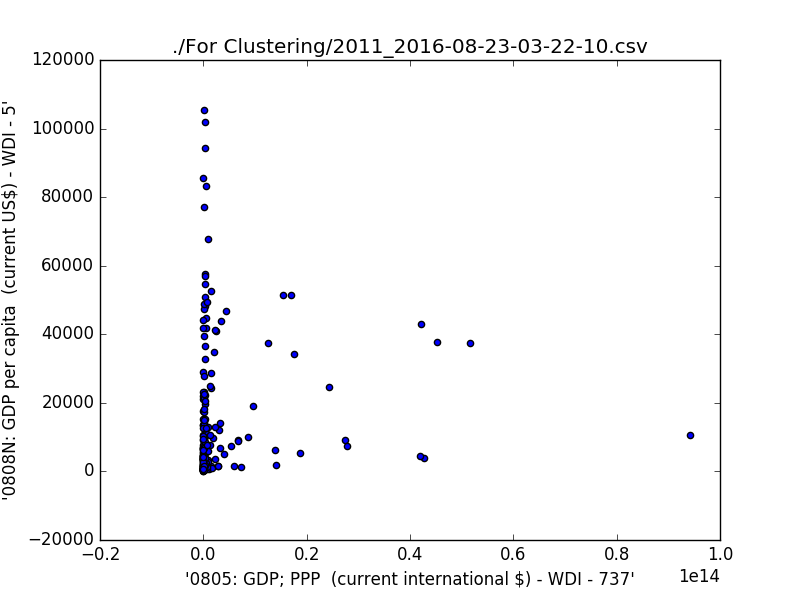 ./For Clustering/2011_2016-08-23-03-22-10.csv
120000
100000
80000
60000
40000
20000
0
−20000
'0808N: GDP per capita  (current US$) - WDI - 5'
−0.2 0.0 0.2 0.4 0.6 0.8 1.0
1e14
'0805: GDP; PPP  (current international $) - WDI - 737'